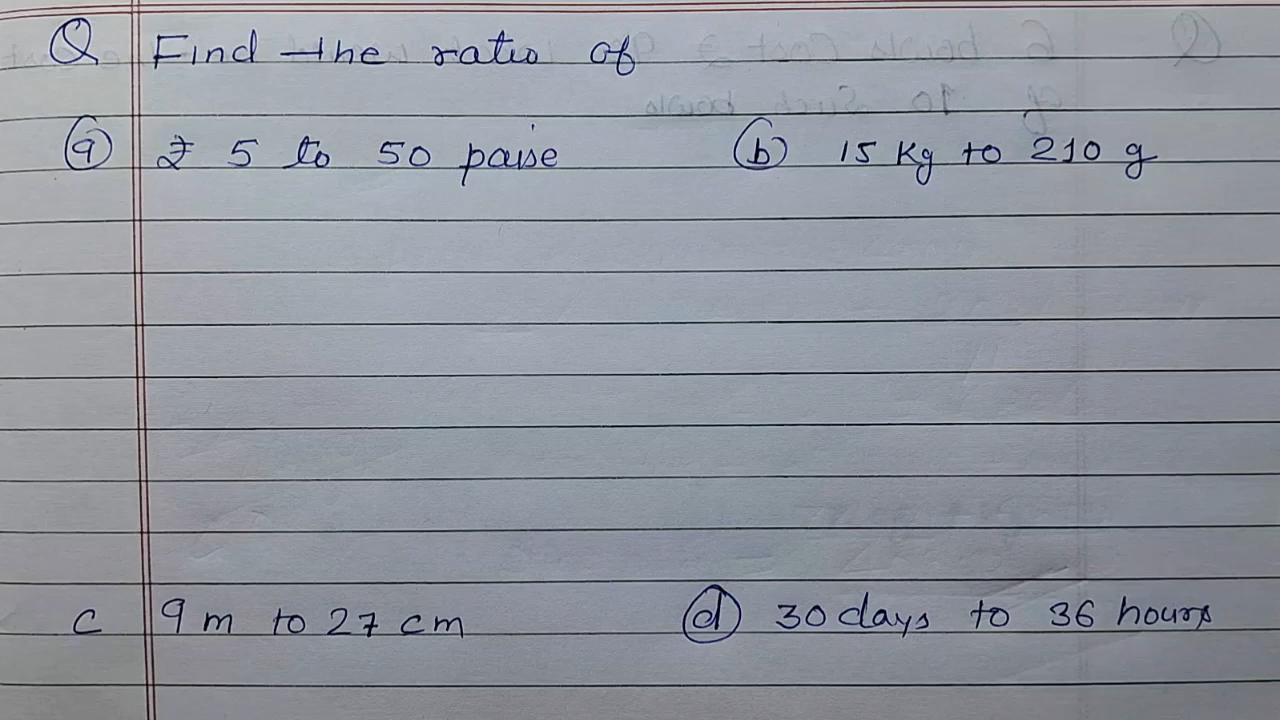 Q Find the ratio of
(a) ₹ 5 to 50 paise (b) 15 Kg to 210 g
c 9 m to 27 cm (d) 30 days to 36 hours